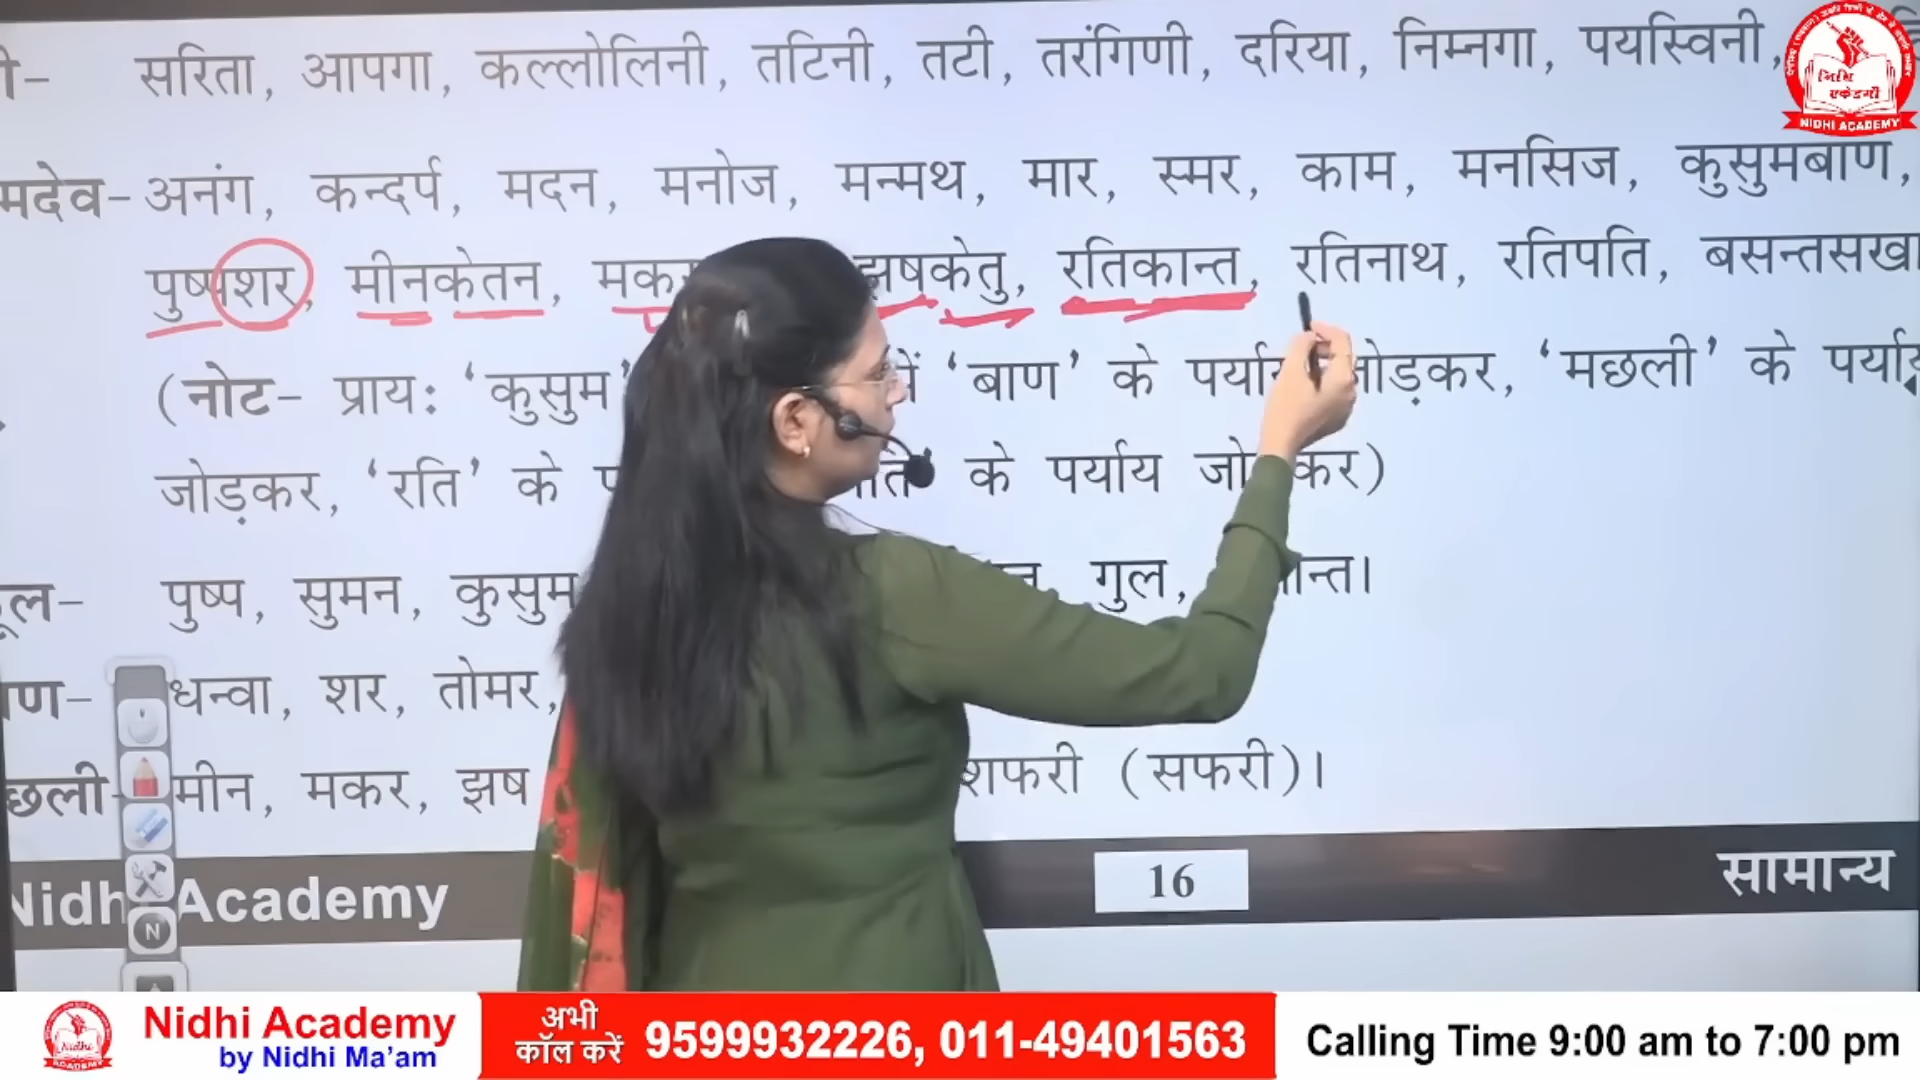 सरिता, आपगा, कल्लोलिनी, तटिनी, तटी, तरंगिणी, दरिया, निम्नगा, पयस्विनी,
निधि एकेडमी
NIDHI ACADEMY
मदेव- अनंग, कन्दर्प, मदन, मनोज, मन्मथ, मार, स्मर, काम, मनसिज, कुसुमबाण,
पुष्पशर, मीनकेतन, झषकेतु, रतिकान्त, रतिनाथ, रतिपति, बसन्तसखा
(नोट- प्राय: ‘कुसुम’ में ‘बाण’ के पर्याय जोड़कर, ‘मछली’ के पर्याय
जोड़कर, ‘रति’ के के पर्याय जोड़कर)
पुष्प, सुमन, कुसुम गुल,
धन्वा, शर, तोमर,
छली- मीन, मकर, झष शफरी (सफरी)।
Nidhi Academy 16 सामान्य
N
Nidhi Academy
by Nidhi Ma’am
अभी कॉल करें
9599932226, 011-49401563
Calling Time 9:00 am to 7:00 pm